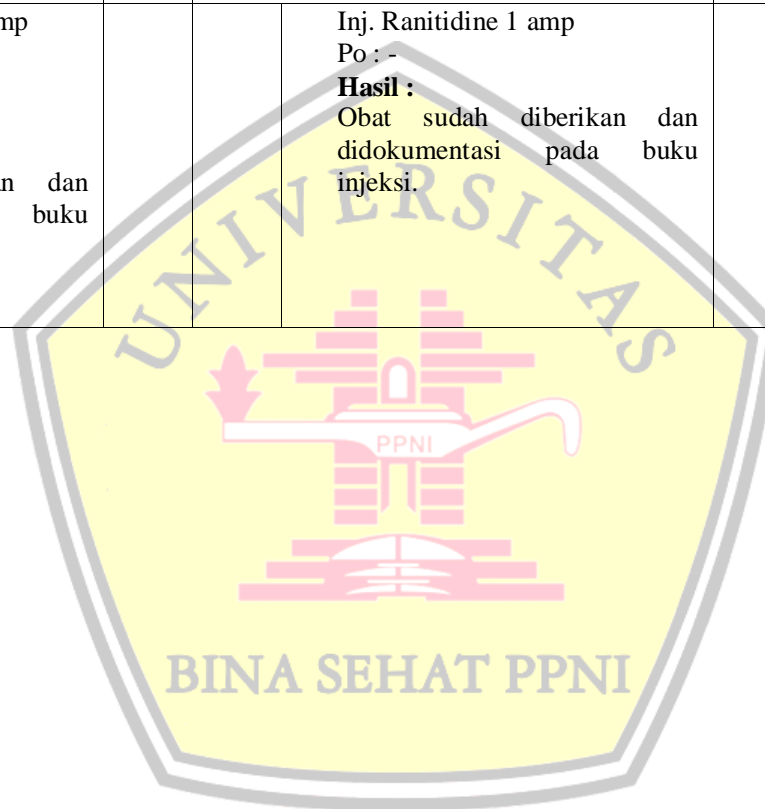 mp
n dan
buku
Inj. Ranitidine 1 amp
Po : -
Hasil :
Obat sudah diberikan dan
didokumentasi pada buku
injeksi.
UNIVERSITAS
PPNI
BINA SEHAT PPNI